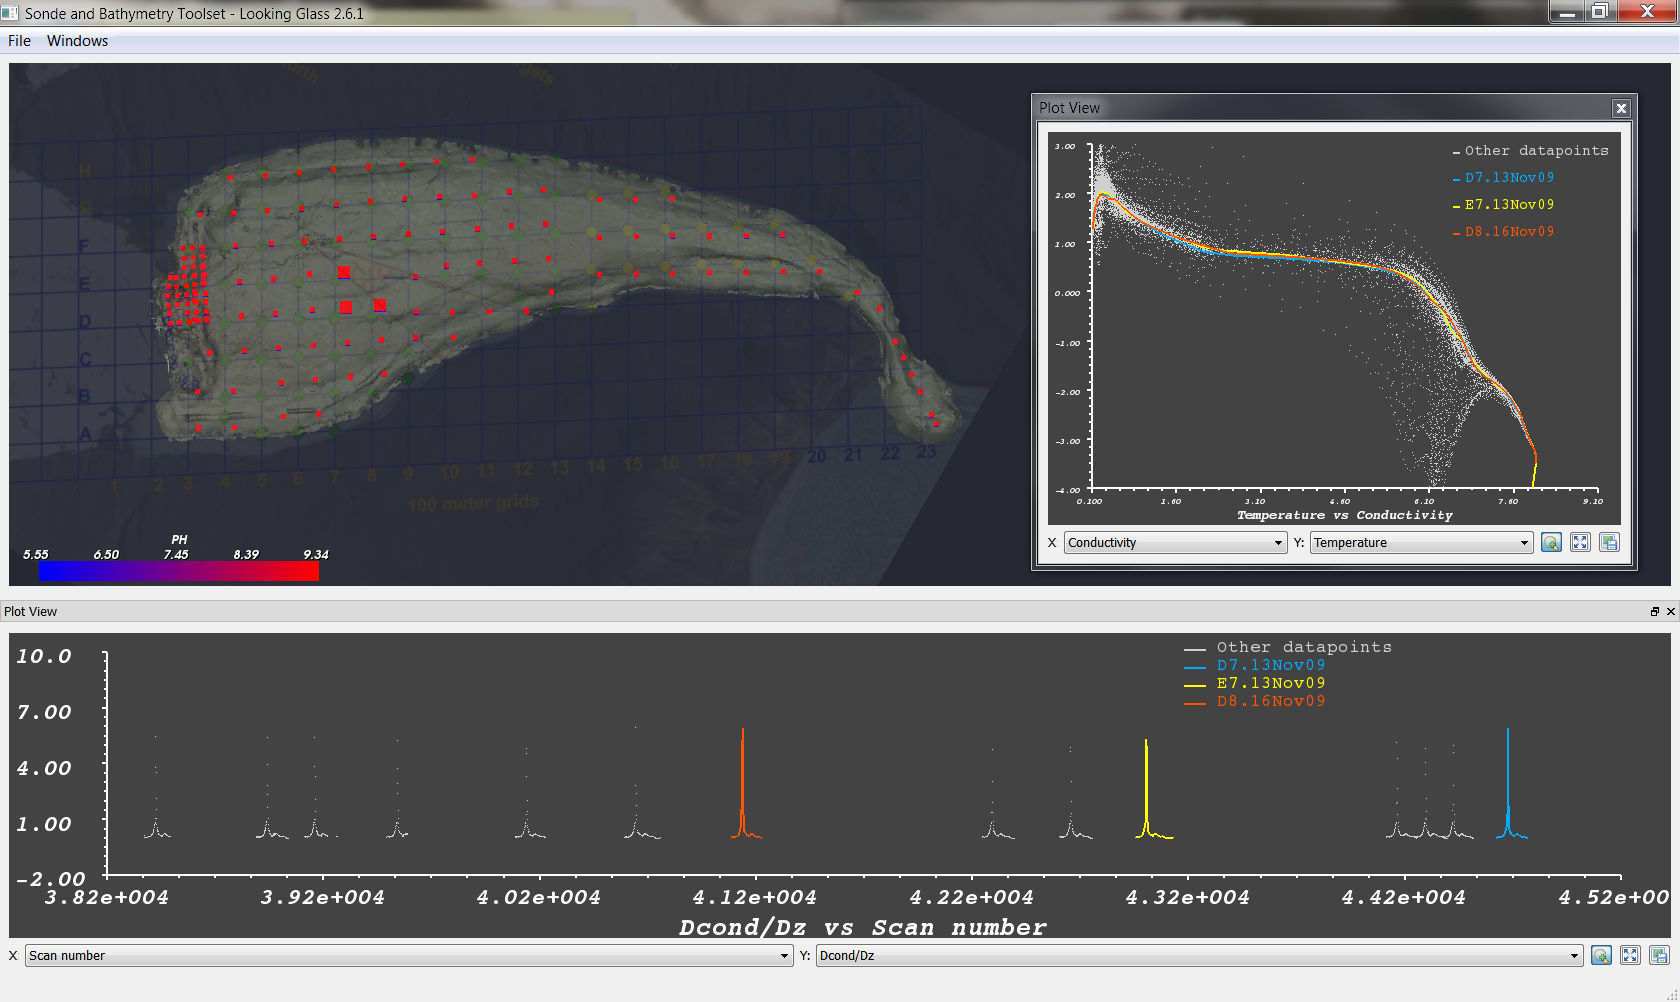 Sonde and Bathymetry Toolset - Looking Glass 2.6.1
File Windows
H
F
E
D
C
B
A
1 2 3 4 5 6 7 8 9 10 11 12 13 14 15 16 17 18 19 20 21 22 23
100 meter grids
PH
5.55 6.50 7.45 8.39 9.34
Plot View
3.00
2.00
1.00
0.000
-1.00
-2.00
-3.00
-4.00
Other datapoints
D7.13Nov09
E7.13Nov09
D8.16Nov09
0.100 1.60 3.10 4.60 6.10 7.60 9.10
Temperature vs Conductivity
X Conductivity Y: Temperature
Plot View
10.0
7.00
4.00
1.00
-2.00
Other datapoints
D7.13Nov09
E7.13Nov09
D8.16Nov09
3.82e+004 3.92e+004 4.02e+004 4.12e+004 4.22e+004 4.32e+004 4.42e+004 4.52e+00
Dcond/Dz vs Scan number
X Scan number Y: Dcond/Dz